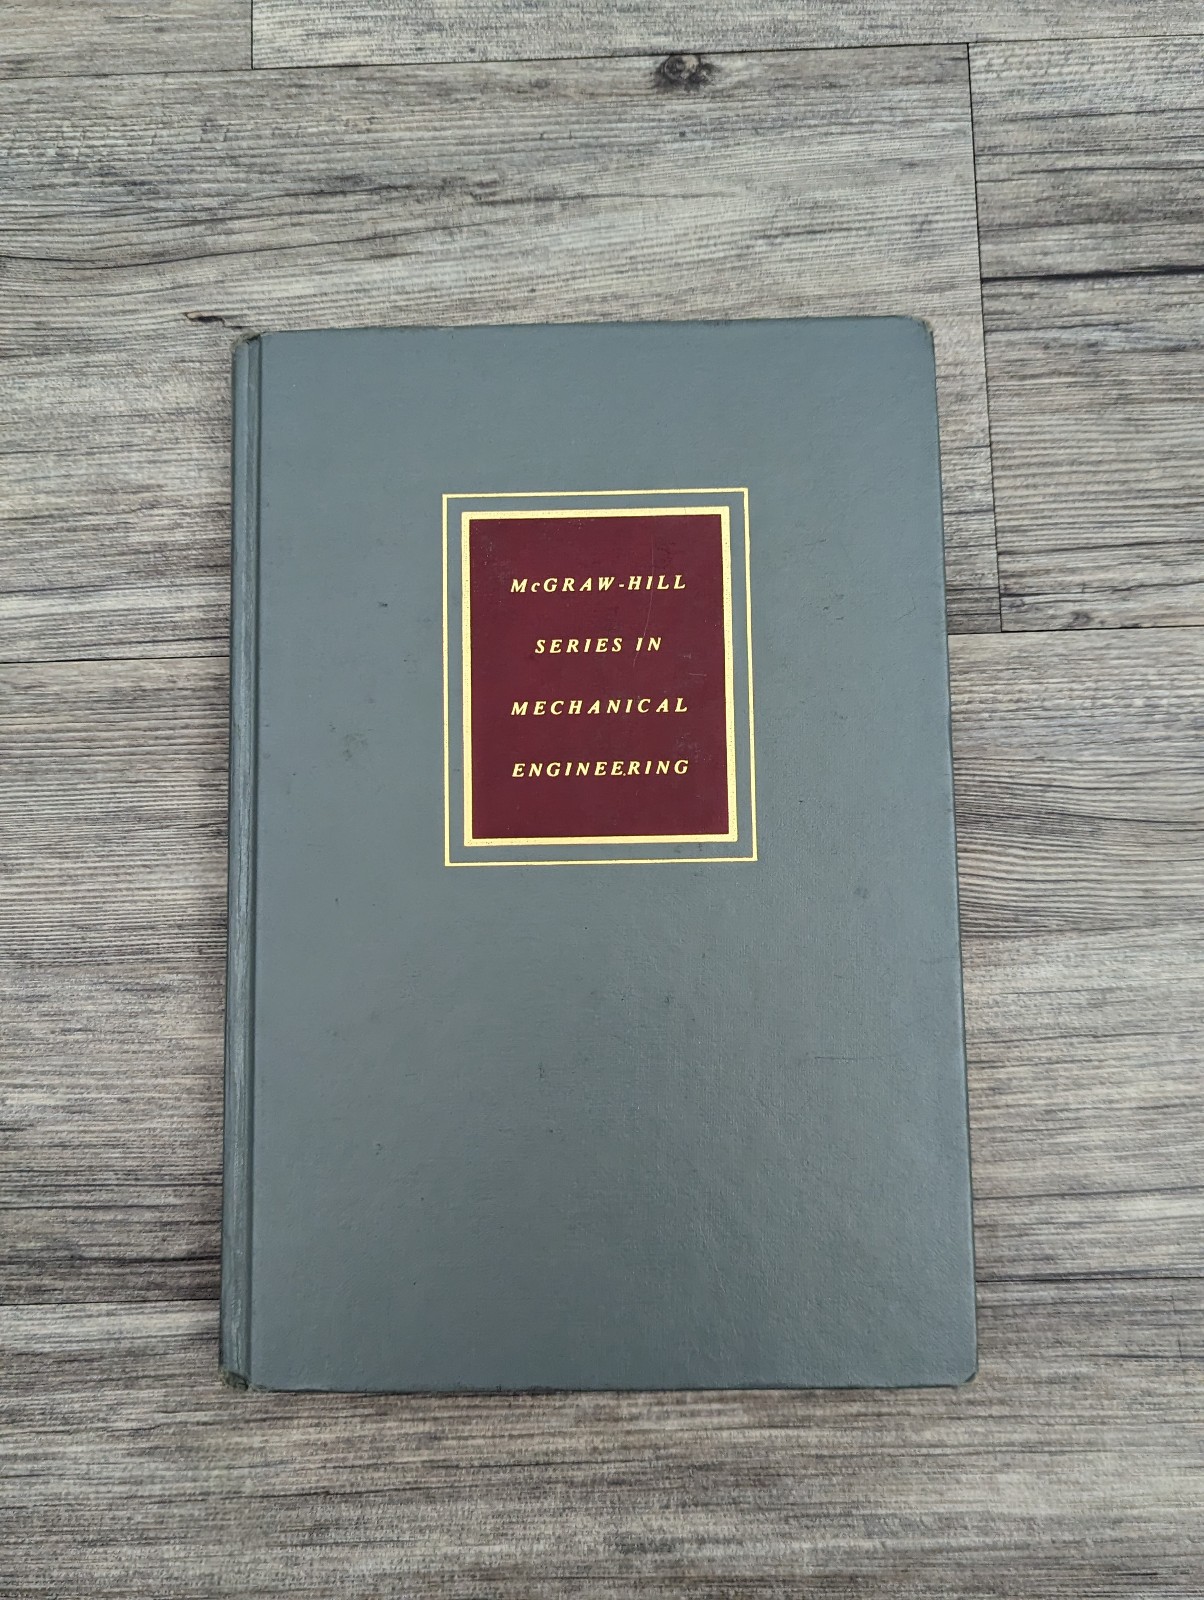 McGRAW-HILL
SERIES IN
MECHANICAL
ENGINEERING